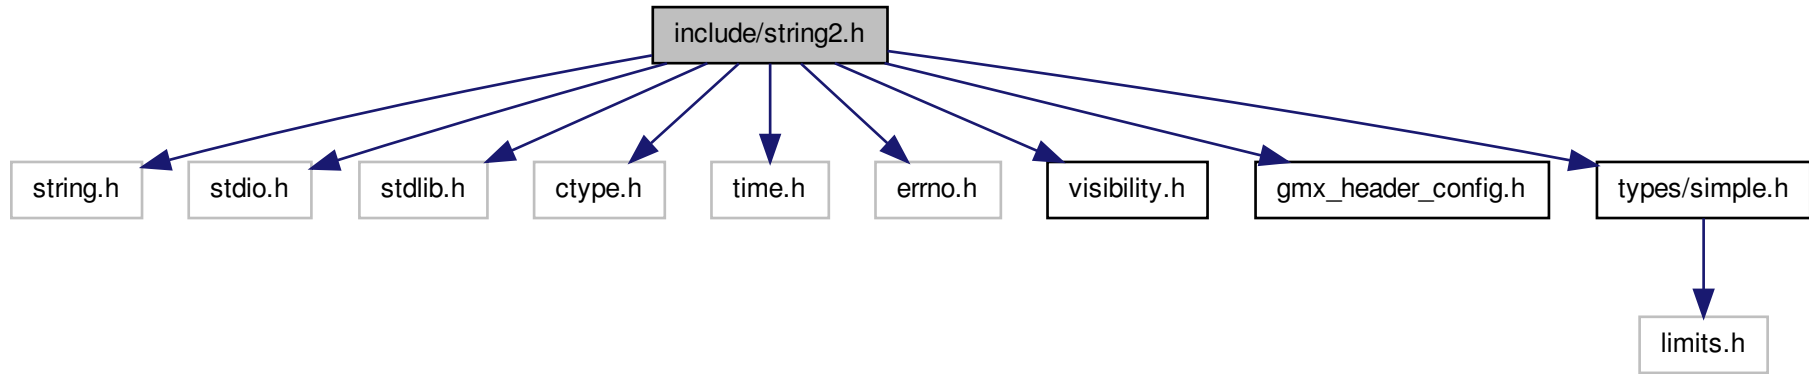 include/string2.h
string.h
stdio.h
stdlib.h
ctype.h
time.h
errno.h
visibility.h
gmx_header_config.h
types/simple.h
limits.h